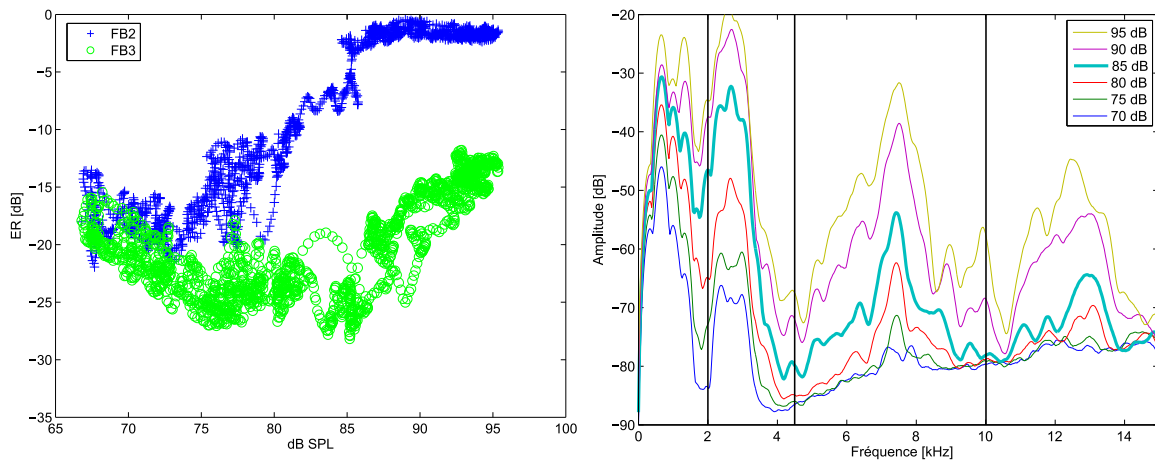 FB2
FB3
0
−5
−10
−15
−20
−25
−30
−35
ER [dB]
65 70 75 80 85 90 95 100
dB SPL
95 dB
90 dB
85 dB
80 dB
75 dB
70 dB
−20
−30
−40
−50
−60
−70
−80
−90
Amplitude [dB]
0 2 4 6 8 10 12 14
Fréquence [kHz]